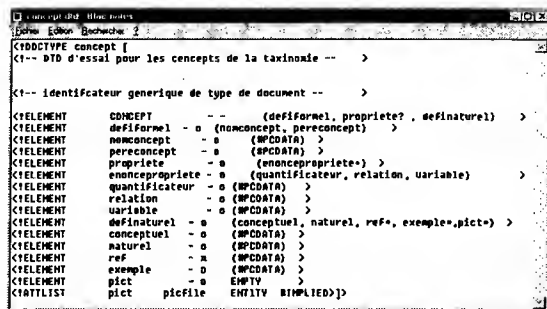 concept.dtd - Bloc-notes
Fichier Edition Rechercher ?
<!DOCTYPE concept [
<!-- DTD d'essai pour les cencepts de la taxinomie -- >
<!-- identifcateur generique de type de document -- >
<!ELEMENT CONCEPT - - (defiformel, propriete? , definaturel) >
<!ELEMENT defiformel - o (nomconcept, pereconcept) >
<!ELEMENT nomconcept - o (#PCDATA) >
<!ELEMENT pereconcept - o (#PCDATA) >
<!ELEMENT propriete - o (enoncepropriete+) >
<!ELEMENT enoncepropriete - o (quantificateur, relation, variable) >
<!ELEMENT quantificateur - o (#PCDATA) >
<!ELEMENT relation - o (#PCDATA) >
<!ELEMENT variable - o (#PCDATA) >
<!ELEMENT definaturel - o (conceptuel, naturel, ref*, exemple*,pict*) >
<!ELEMENT conceptuel - o (#PCDATA) >
<!ELEMENT naturel - o (#PCDATA) >
<!ELEMENT ref - o (#PCDATA) >
<!ELEMENT exemple - o (#PCDATA) >
<!ELEMENT pict - o EMPTY >
<!ATTLIST pict picfile ENTITY #IMPLIED>]>